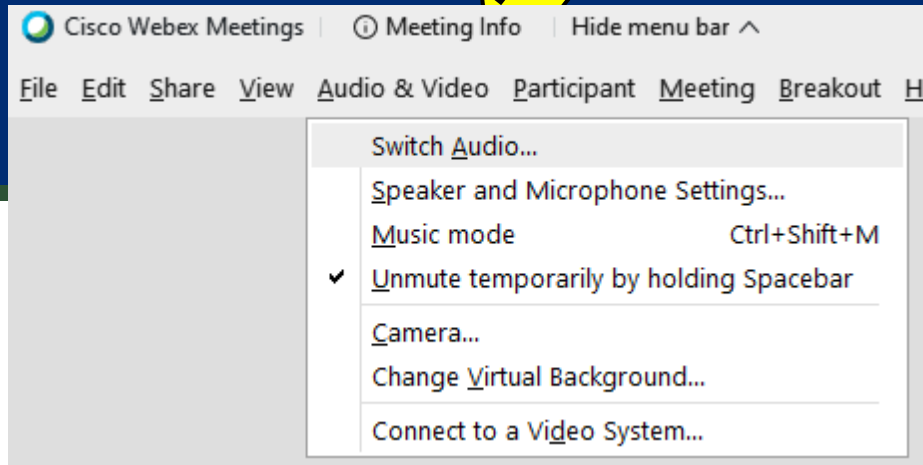 Cisco Webex Meetings Meeting Info Hide menu bar
File Edit Share View Audio & Video Participant Meeting Breakout H
Switch Audio...
Speaker and Microphone Settings...
Music mode Ctrl+Shift+M
Unmute temporarily by holding Spacebar
Camera...
Change Virtual Background...
Connect to a Video System...